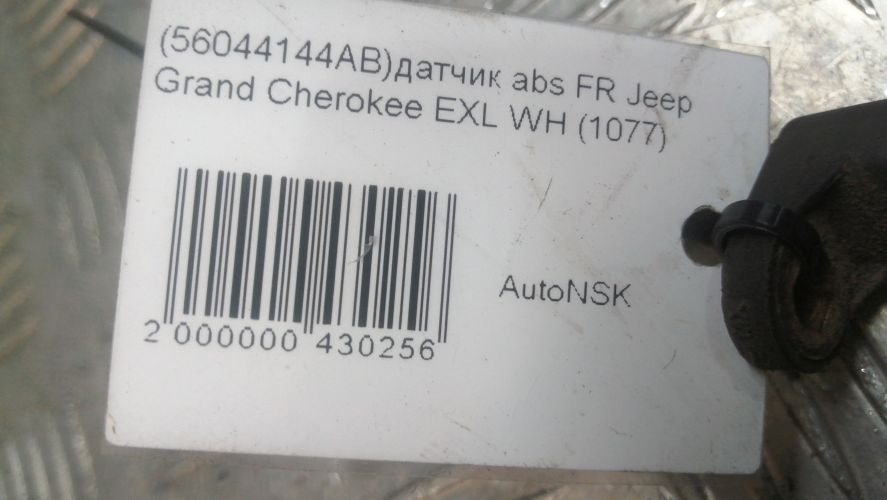 (56044144AB)датчик abs FR Jeep
Grand Cherokee EXL WH (1077)
AutoNSK
2 000000 430256